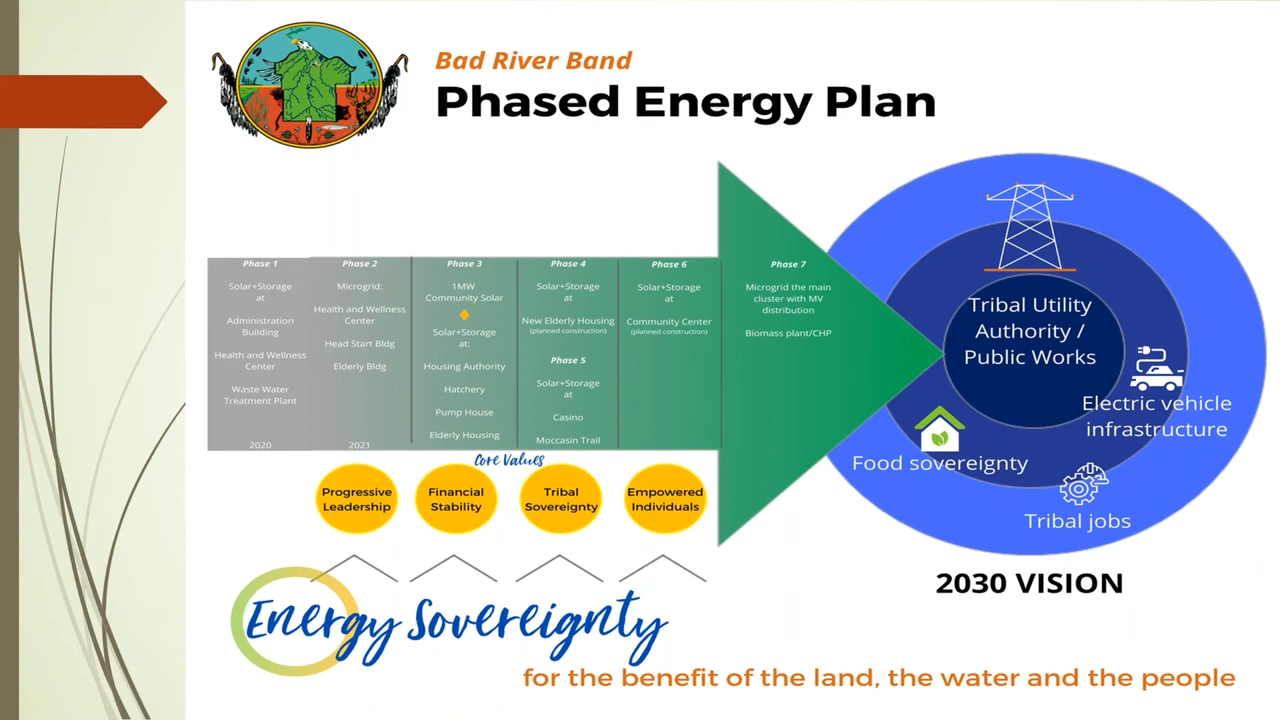 Bad River Band
Phased Energy Plan
Phase 1
Solar+Storage
at
Administration
Building
Health and Wellness
Center
Waste Water
Treatment Plant
2020
Phase 2
Microgrid:
Health and Wellness
Center
Head Start Bldg
Elderly Bldg
2021
Phase 3
1MW
Community Solar
Solar+Storage
at:
Housing Authority
Hatchery
Pump House
Elderly Housing
Phase 4
Solar+Storage
at
New Elderly Housing
(planned construction)
Phase 5
Solar+Storage
at
Casino
Moccasin Trail
Phase 6
Solar+Storage
at
Community Center
(planned construction)
Phase 7
Microgrid the main
cluster with MV
distribution
Biomass plant/CHP
Tribal Utility
Authority /
Public Works
Electric vehicle
infrastructure
Food sovereignty
Tribal jobs
2030 VISION
Core Values
Progressive
Leadership
Financial
Stability
Tribal
Sovereignty
Empowered
Individuals
Energy Sovereignty
for the benefit of the land, the water and the people